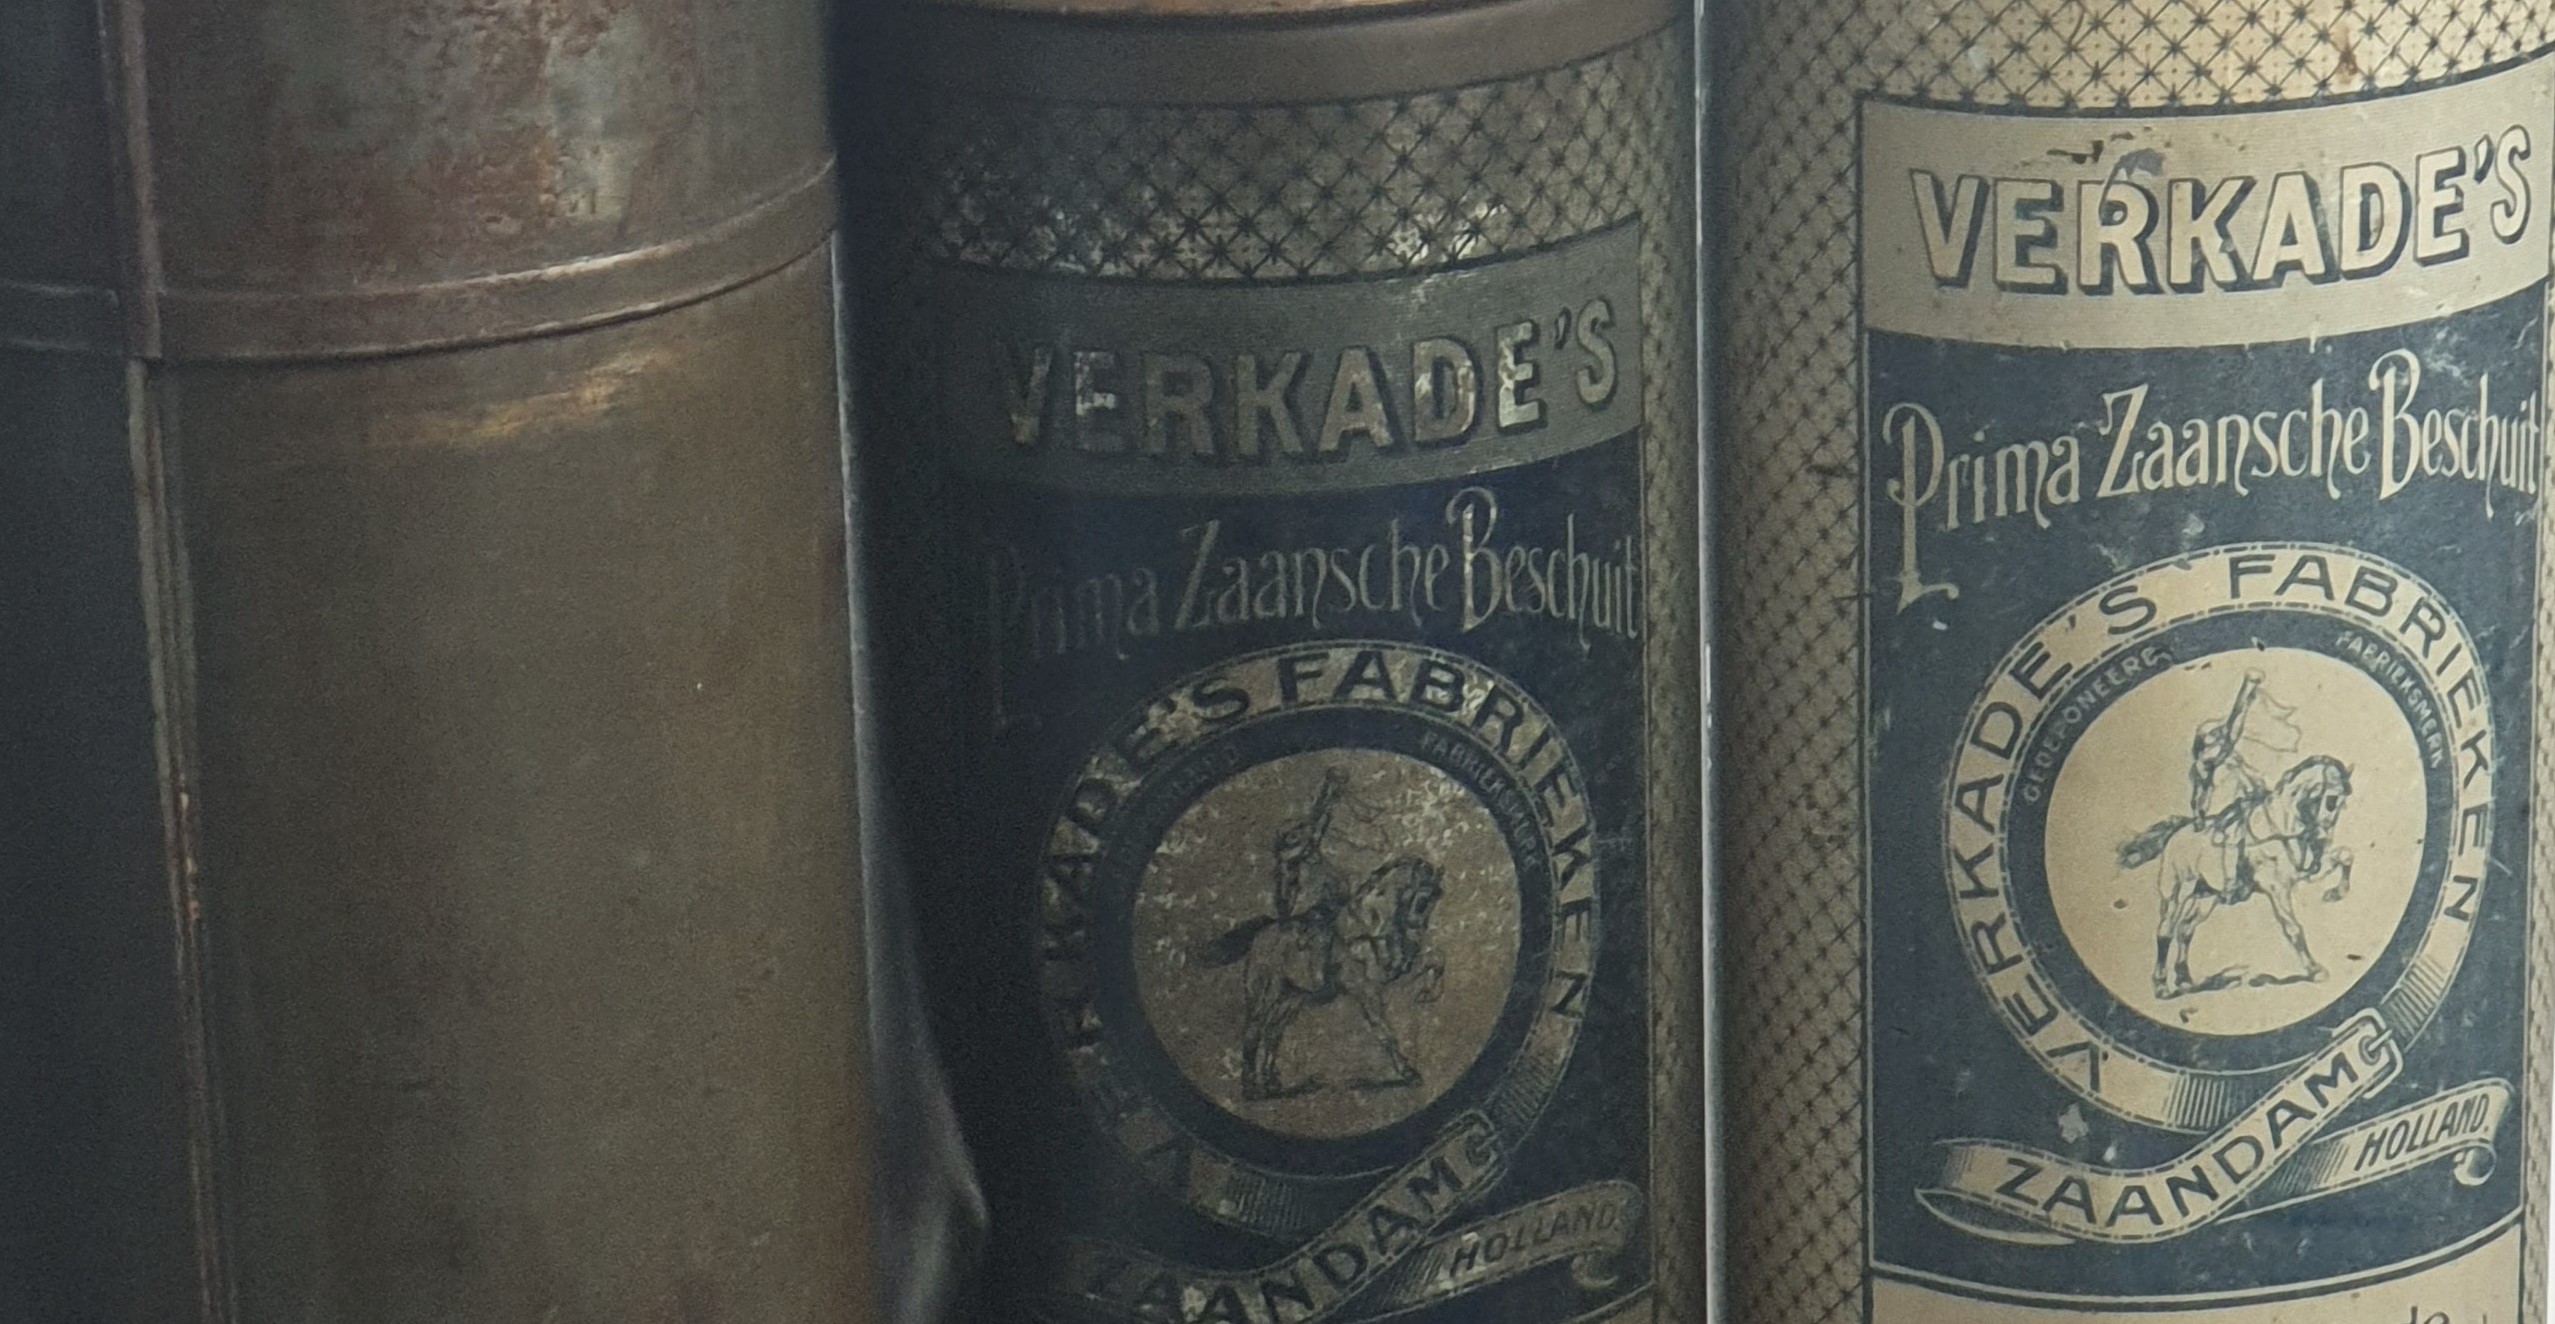 VERKADE'S
Prima Zaansche Beschuit
VERKADE'S FABRIEKEN
FABRIEKSMERK
ZAANDAM
HOLLAND.
VERKADE'S
Prima Zaansche Beschuit
VERKADE'S FABRIEKEN
GEDEPONEERD FABRIEKSMERK
ZAANDAM
HOLLAND.